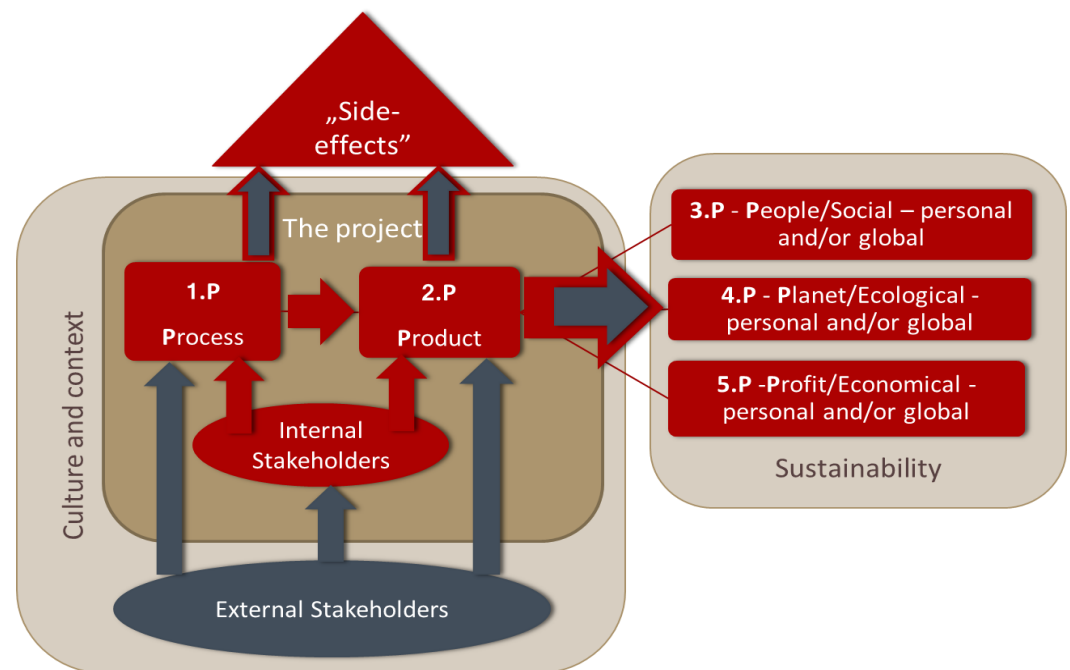 „Side-
effects”
The project
1.P
Process
2.P
Product
Internal
Stakeholders
External Stakeholders
Culture and context
3.P - People/Social – personal
and/or global
4.P - Planet/Ecological -
personal and/or global
5.P -Profit/Economical -
personal and/or global
Sustainability